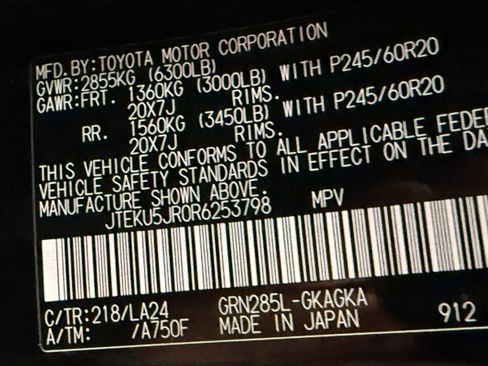 MFD.BY:TOYOTA MOTOR CORPORATION
GVWR:2855KG (6300LB)
GAWR:FRT. 1360KG (3000LB) WITH P245/60R20
20X7J RIMS.
RR. 1560KG (3450LB) WITH P245/60R20
20X7J RIMS.
THIS VEHICLE CONFORMS TO ALL APPLICABLE FEDE
VEHICLE SAFETY STANDARDS IN EFFECT ON THE DA
MANUFACTURE SHOWN ABOVE.
JTEKU5JR0R6253798 MPV
C/TR:218/LA24 GRN285L-GKAGKA
A/TM: /A750F MADE IN JAPAN 912